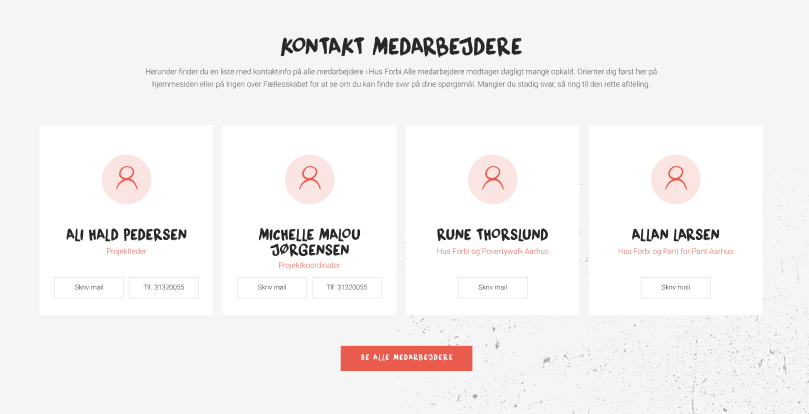 KONTAKT MEDARBEJDERE
Herunder finder du en liste med kontaktinfo på alle medarbejdere i Hus Forbi.Alle medarbejdere modtager dagligt mange opkald. Orienter dig først her på
hjemmesiden eller på Ingen over Fællesskabet for at se om du kan finde svar på dine spørgsmål. Mangler du stadig svar, så ring til den rette afdeling.
ALI HALD PEDERSEN
Projektleder
Skriv mail
Tlf. 31320055
MICHELLE MALOU
JØRGENSEN
Projektkoordinator
Skriv mail
Tlf. 31320055
RUNE THORSLUND
Hus Forbi og Povertywalk Aarhus
Skriv mail
ALLAN LARSEN
Hus Forbi og Pant for Pant Aarhus
Skriv mail
SE ALLE MEDARBEJDERE